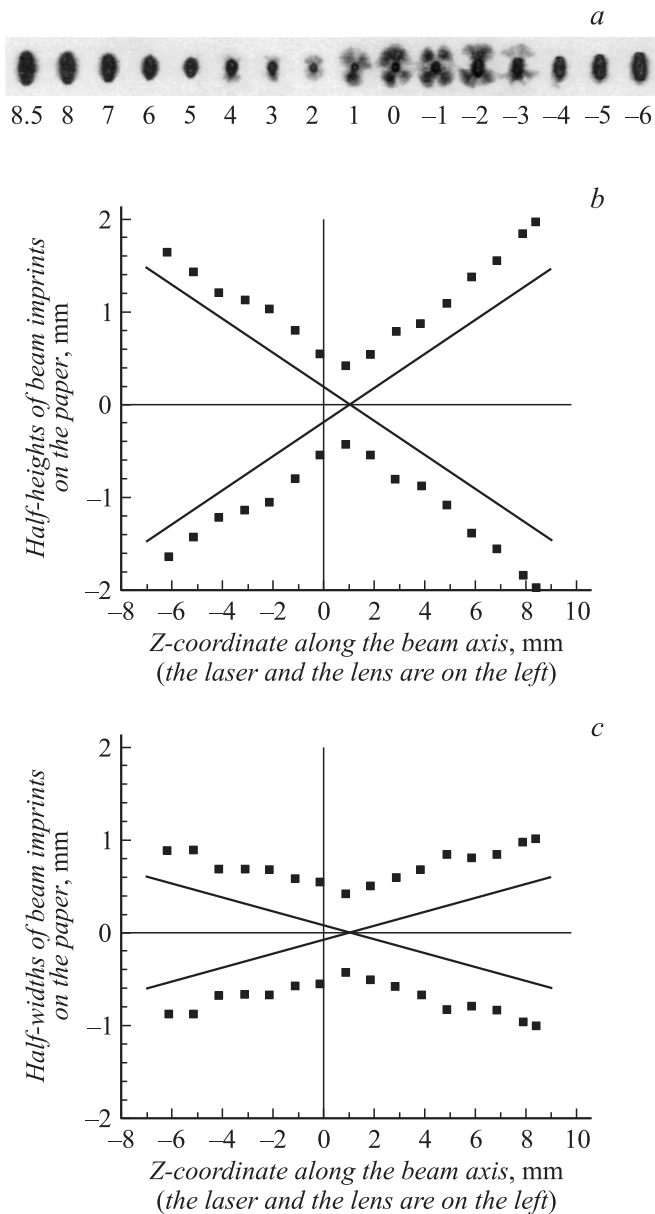 a
8.5 8 7 6 5 4 3 2 1 0 –1 –2 –3 –4 –5 –6
b
Half-heights of beam imprints
on the paper, mm
2
1
0
–1
–2
–8 –6 –4 –2 0 2 4 6 8 10
Z-coordinate along the beam axis, mm
(the laser and the lens are on the left)
c
Half-widths of beam imprints
on the paper, mm
2
1
0
–1
–2
–8 –6 –4 –2 0 2 4 6 8 10
Z-coordinate along the beam axis, mm
(the laser and the lens are on the left)